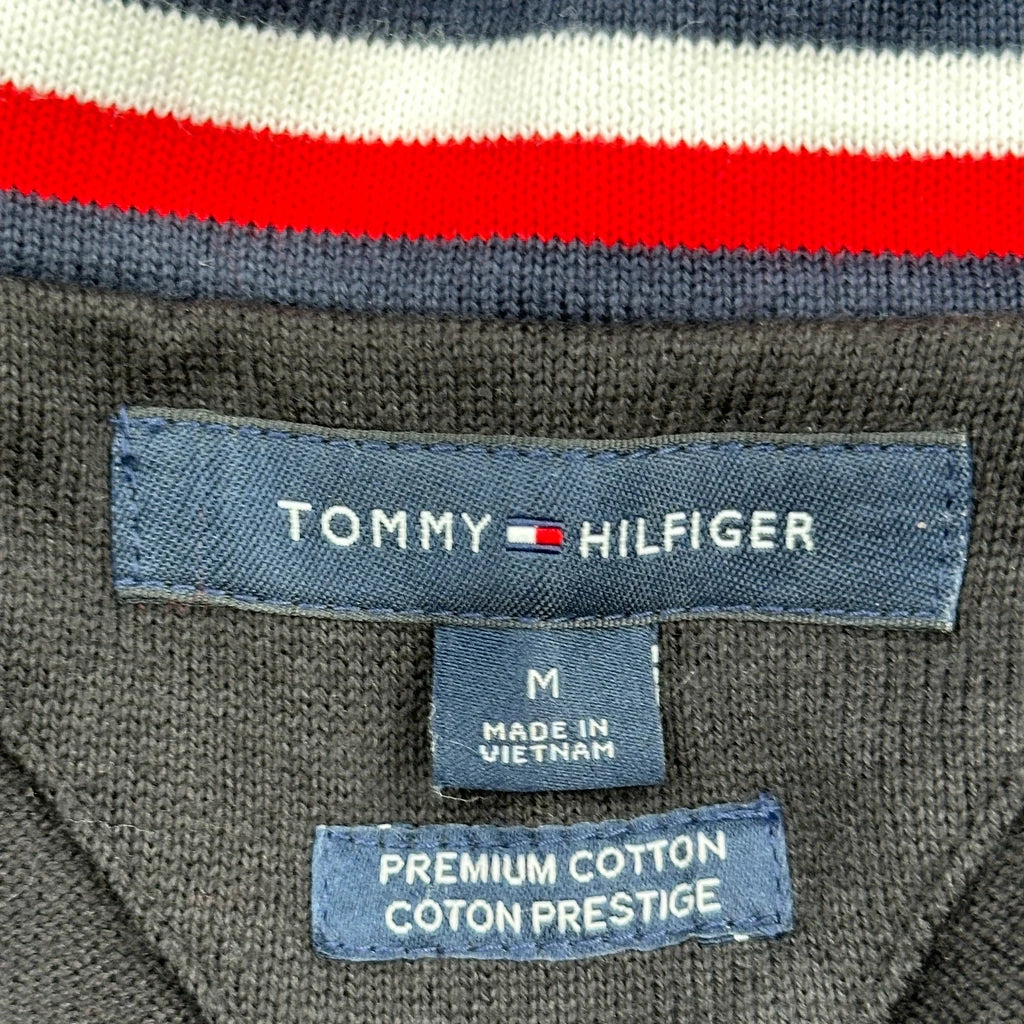 TOMMY HILFIGER
M
MADE IN
VIETNAM
PREMIUM COTTON
COTON PRESTIGE